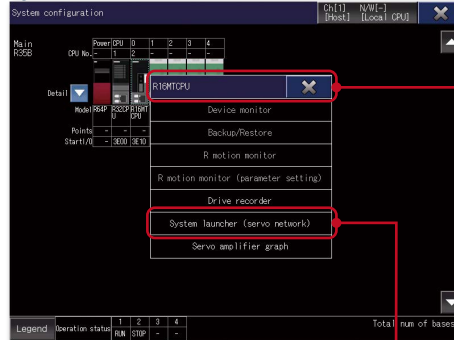 System configuration
Ch[1] N/W[-]
[Host] [Local CPU]
Main
R35B
Power CPU 0 1 2 3 4
CPU No. - 1 2 - - -
Detail
Model R64P R32CPU R16MTCPU
Points - - -
StartI/O - 3E00 3E10
R16MTCPU
Device monitor
Backup/Restore
R motion monitor
R motion monitor (parameter setting)
Drive recorder
System launcher (servo network)
Servo amplifier graph
Legend
Operation status
1 2 3 4
RUN STOP - -
Total num of bases